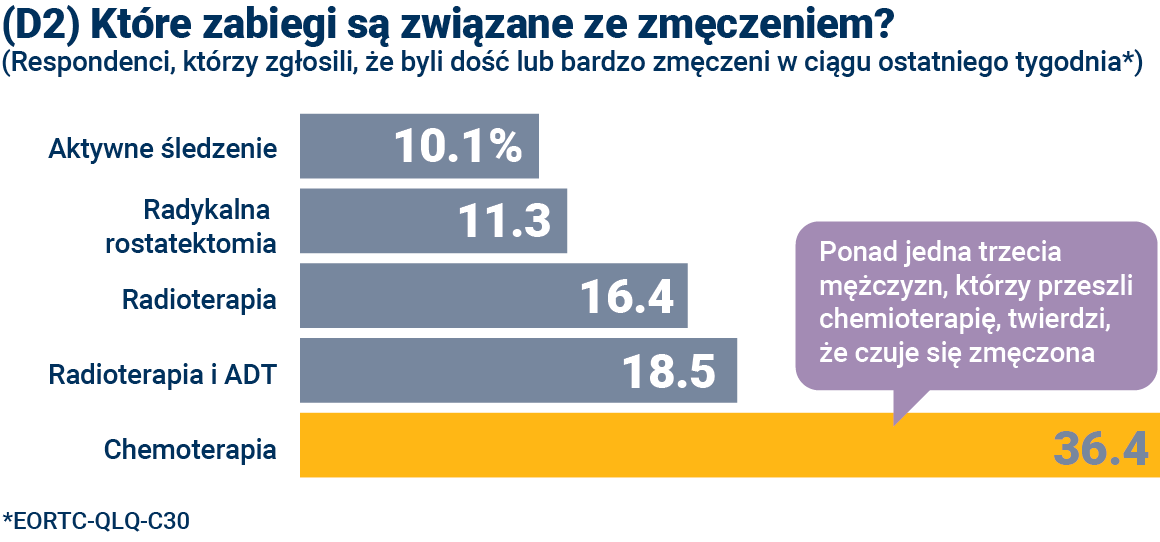 (D2) Które zabiegi są związane ze zmęczeniem?
(Respondenci, którzy zgłosili, że byli dość lub bardzo zmęczeni w ciągu ostatniego tygodnia*)
Aktywne śledzenie
10.1%
Radykalna
rostatektomia
11.3
Radioterapia
16.4
Radioterapia i ADT
18.5
Ponad jedna trzecia
mężczyzn, którzy przeszli
chemioterapię, twierdzi,
że czuje się zmęczona
Chemoterapia
36.4
*EORTC-QLQ-C30